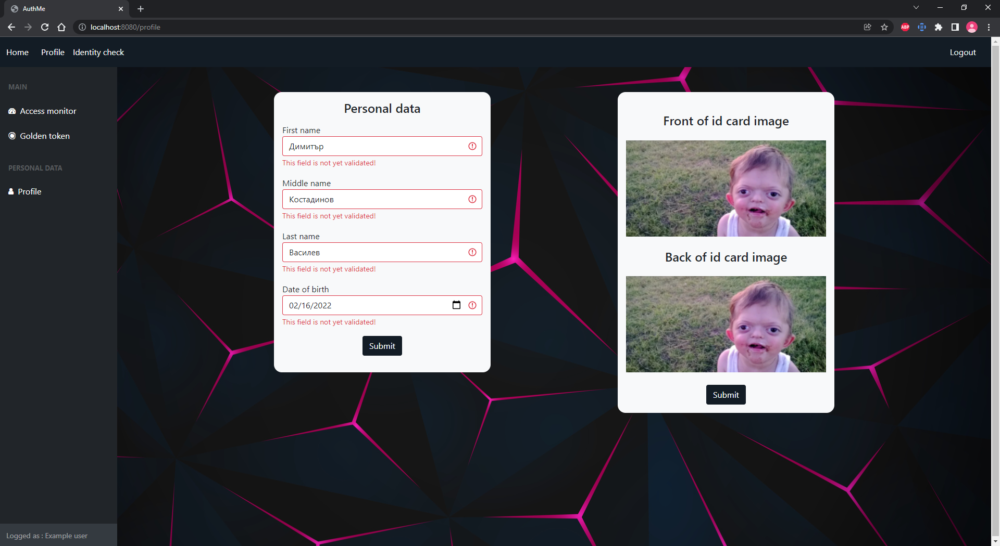 AuthMe
localhost:8080/profile
ABP
Home Profile Identity check Logout
MAIN
Access monitor
Golden token
PERSONAL DATA
Profile
Logged as : Example user
Personal data
First name
Димитър
This field is not yet validated!
Middle name
Костадинов
This field is not yet validated!
Last name
Василев
This field is not yet validated!
Date of birth
02/16/2022
This field is not yet validated!
Submit
Front of id card image
Back of id card image
Submit